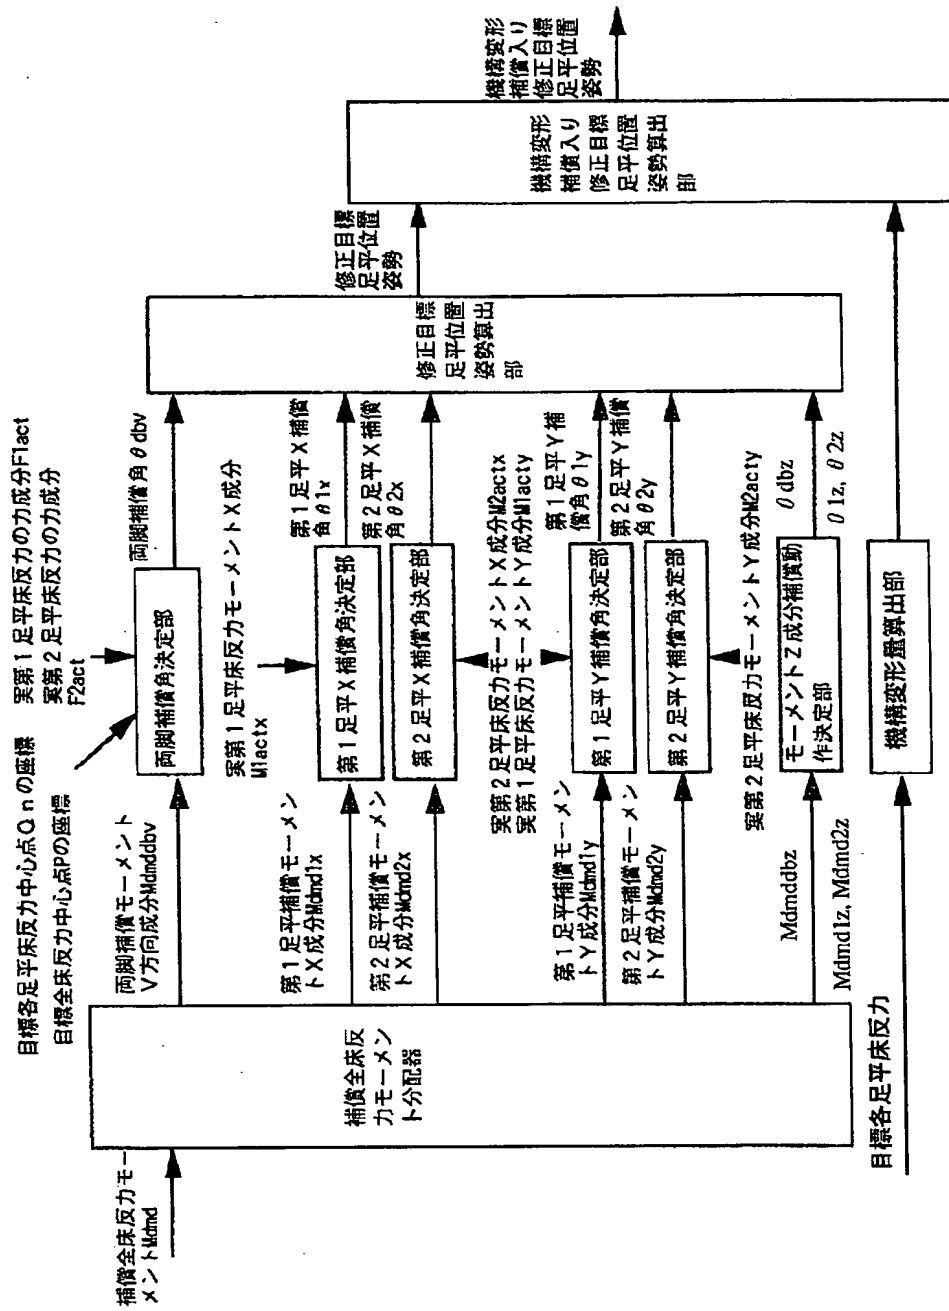 補償全床反力モー
メントMdmd
補償全床反
力モーメン
ト分配器
目標各足平床反力中心点Qnの座標
目標全床反力中心点Pの座標
実第1足平床反力の力成分F1act
実第2足平床反力の力成分
F2act
両脚補償モーメント
V方向成分Mdmddbv
両脚補償角決定部
両脚補償角θdbv
実第1足平床反力モーメントX成分
M1actx
第1足平補償モーメン
トX成分Mdmd1x
第1足平X補償角決定部
第1足平X補償
角θ1x
第2足平補償モーメン
トX成分Mdmd2x
第2足平X補償角決定部
第2足平X補償
角θ2x
実第2足平床反力モーメントX成分M2actx
実第1足平床反力モーメントY成分M1acty
第1足平補償モーメン
トY成分Mdmd1y
第1足平Y補償角決定部
第1足平Y補
償角θ1y
第2足平補償モーメン
トY成分Mdmd2y
第2足平Y補償角決定部
第2足平Y補償
角θ2y
実第2足平床反力モーメントY成分M2acty
Mdmddbz
Mdmd1z, Mdmd2z
モーメントZ成分補償動
作決定部
θdbz
θ1z, θ2z
目標各足平床反力
機構変形量算出部
修正目標
足平位置
姿勢算出
部
修正目標
足平位置
姿勢
機構変形
補償入り
修正目標
足平位置
姿勢算出
部
機構変形
補償入り
修正目標
足平位置
姿勢